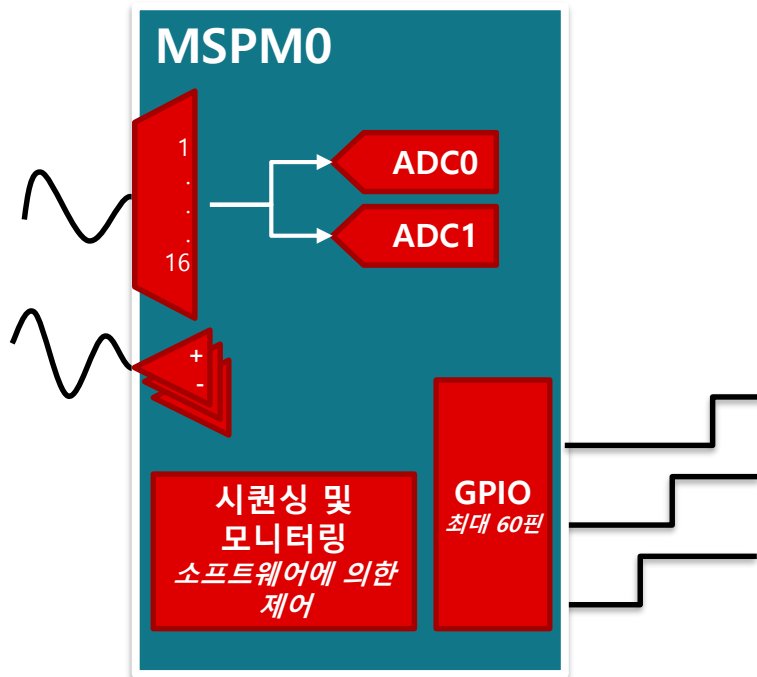 MSPM0
1
.
.
.
16
ADC0
ADC1
+
-
시퀀싱 및
모니터링
소프트웨어에 의한
제어
GPIO
최대 60핀